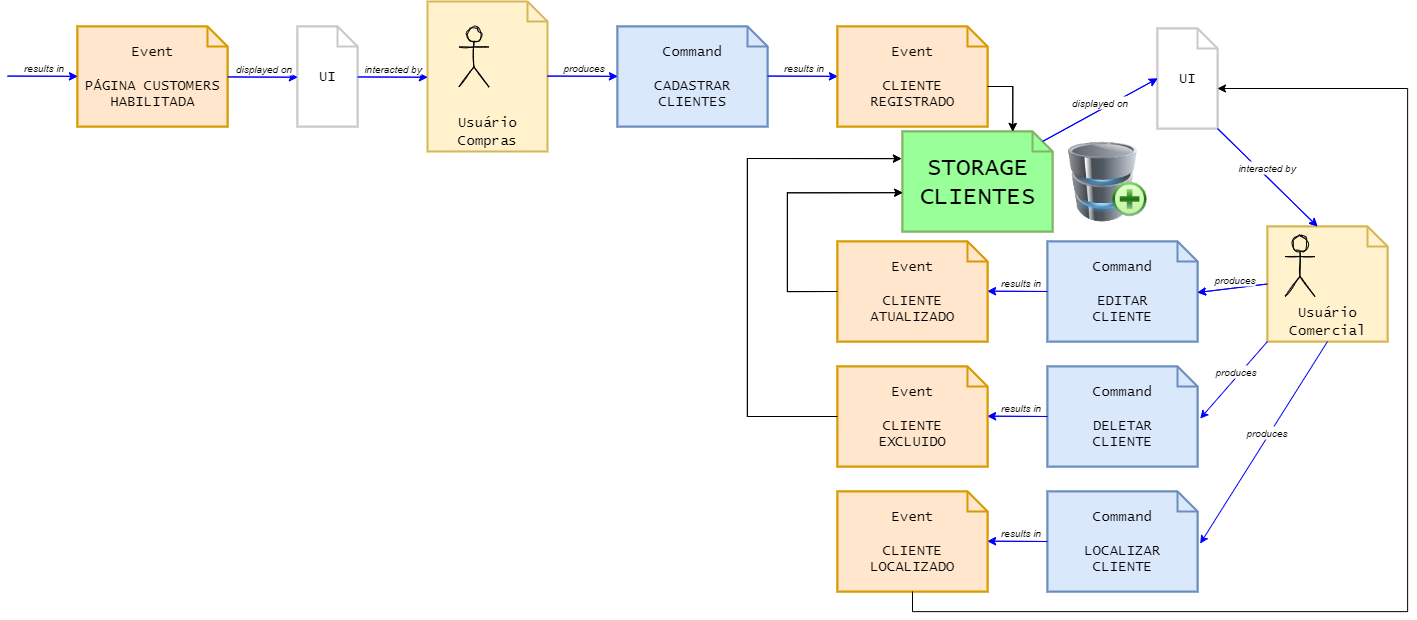 results in
Event
PÁGINA CUSTOMERS
HABILITADA
displayed on
UI
interacted by
Usuário
Compras
produces
Command
CADASTRAR
CLIENTES
results in
Event
CLIENTE
REGISTRADO
STORAGE
CLIENTES
displayed on
UI
interacted by
Usuário
Comercial
produces
Command
EDITAR
CLIENTE
results in
Event
CLIENTE
ATUALIZADO
produces
Command
DELETAR
CLIENTE
results in
Event
CLIENTE
EXCLUIDO
produces
Command
LOCALIZAR
CLIENTE
results in
Event
CLIENTE
LOCALIZADO